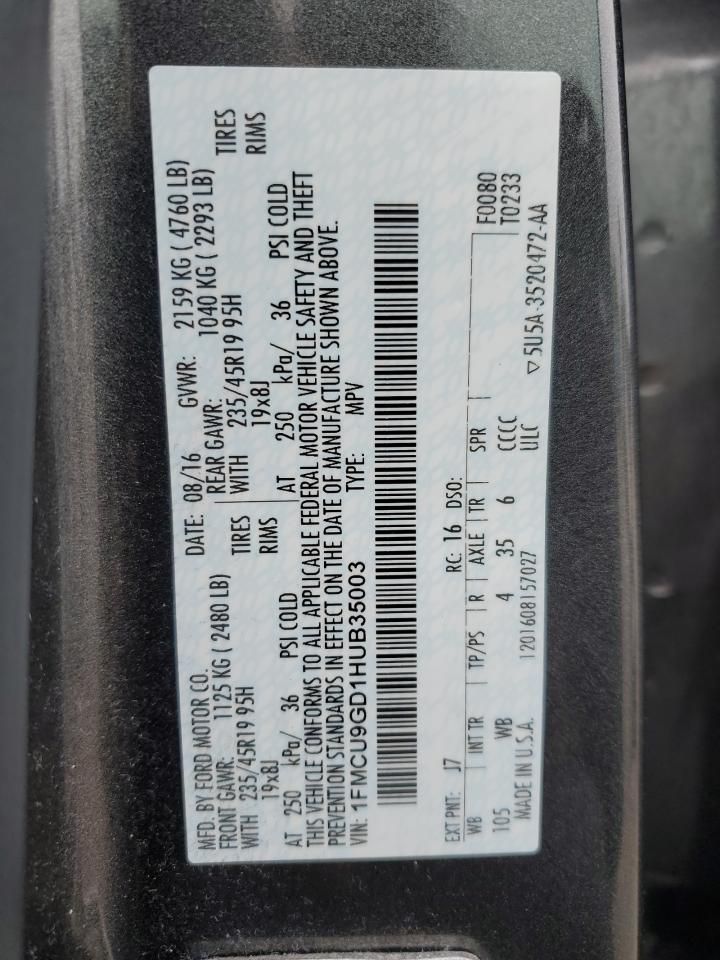 MFD. BY FORD MOTOR CO.
DATE: 08/16 GVWR: 2159 KG ( 4760 LB)
FRONT GAWR: 1125 KG ( 2480 LB) REAR GAWR: 1040 KG ( 2293 LB)
WITH 235/45R19 95H TIRES WITH 235/45R19 95H TIRES
19x8J RIMS 19x8J RIMS
AT 250 kPa/ 36 PSI COLD AT 250 kPa/ 36 PSI COLD
THIS VEHICLE CONFORMS TO ALL APPLICABLE FEDERAL MOTOR VEHICLE SAFETY AND THEFT
PREVENTION STANDARDS IN EFFECT ON THE DATE OF MANUFACTURE SHOWN ABOVE.
VIN: 1FMCU9GD1HUB35003 TYPE: MPV
EXT PNT: J7 RC: 16 DSO:
WB INT TR TP/PS R AXLE TR SPR F0080
T0233
105 WB 4 35 6 CCCC
MADE IN U.S.A. 1201608157027 ULC ▽5U5A-3520472-AA